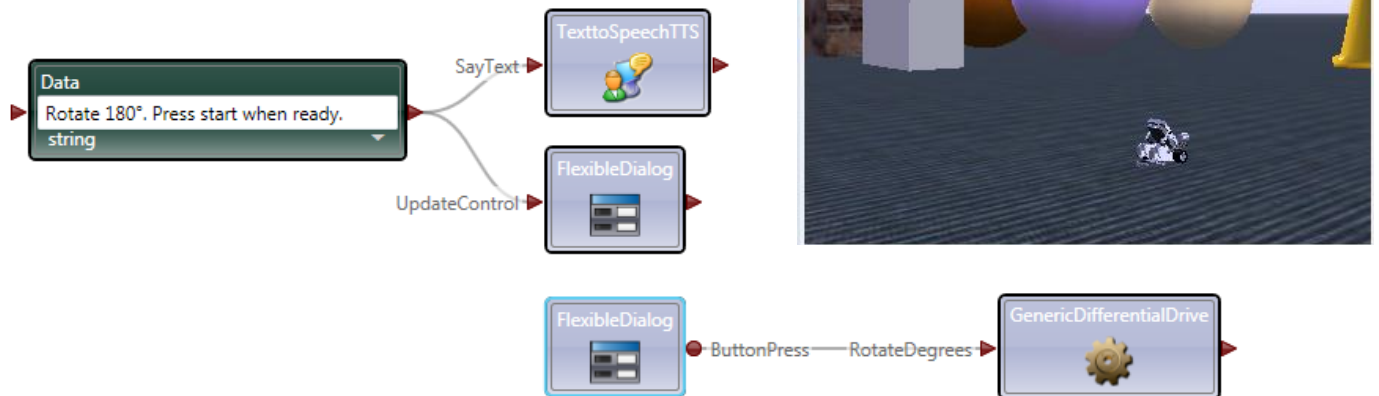 TexttoSpeechTTS
SayText
Data
Rotate 180°. Press start when ready.
string
FlexibleDialog
UpdateControl
FlexibleDialog
ButtonPress
RotateDegrees
GenericDifferentialDrive